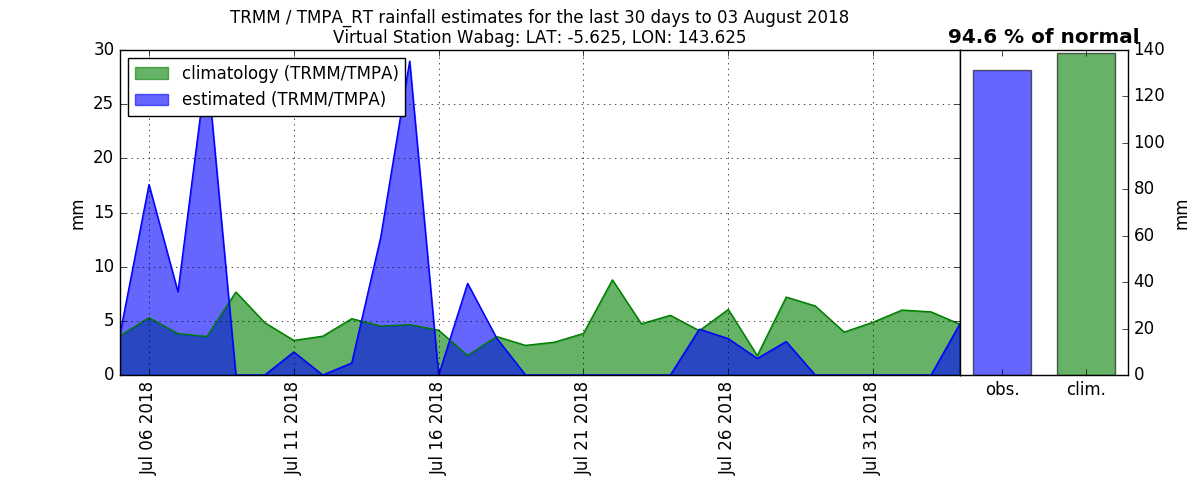 TRMM / TMPA_RT rainfall estimates for the last 30 days to 03 August 2018
Virtual Station Wabag: LAT: -5.625, LON: 143.625
94.6 % of normal
climatology (TRMM/TMPA)
estimated (TRMM/TMPA)
mm
30
25
20
15
10
5
0
Jul 06 2018
Jul 11 2018
Jul 16 2018
Jul 21 2018
Jul 26 2018
Jul 31 2018
obs.
clim.
140
120
100
80
60
40
20
0
mm